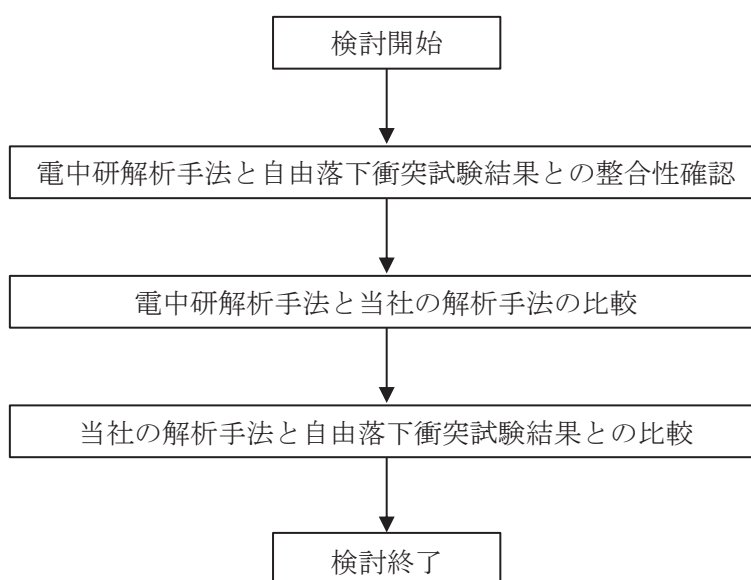 検討開始
電中研解析手法と自由落下衝突試験結果との整合性確認
電中研解析手法と当社の解析手法の比較
当社の解析手法と自由落下衝突試験結果との比較
検討終了